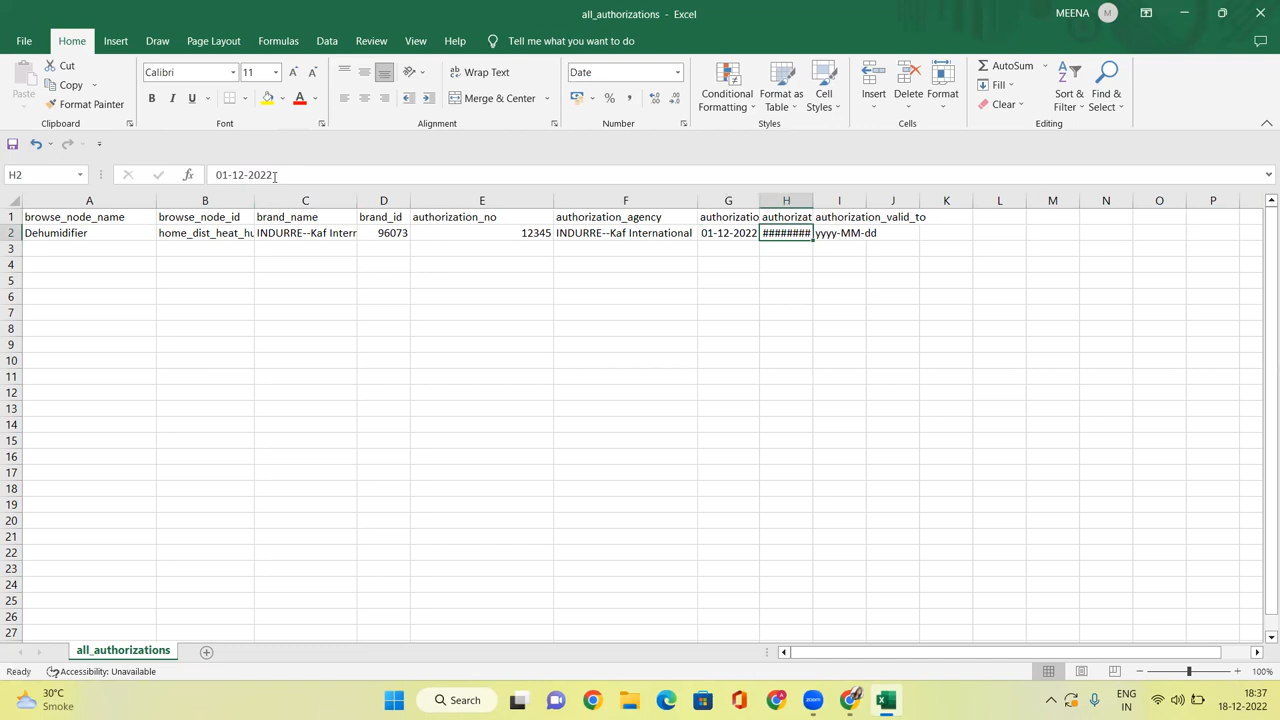 all_authorizations - Excel
MEENA M
File Home Insert Draw Page Layout Formulas Data Review View Help Tell me what you want to do
Paste
Cut
Copy
Format Painter
Clipboard
Calibri 11
B I U
Font
Wrap Text
Merge & Center
Alignment
Date
Number
Conditional Formatting
Format as Table
Cell Styles
Styles
Insert Delete Format
Cells
AutoSum
Fill
Clear
Sort & Filter
Find & Select
Editing
H2 fx 01-12-2022
A B C D E F G H I J K L M N O P
1 browse_node_name browse_node_id brand_name brand_id authorization_no authorization_agency authorizatio authorizat authorization_valid_to
2 Dehumidifier home_dist_heat_hu INDURRE--Kaf Interr 96073 12345 INDURRE--Kaf International 01-12-2022 ######## yyyy-MM-dd
3
4
5
6
7
8
9
10
11
12
13
14
15
16
17
18
19
20
21
22
23
24
25
26
27
all_authorizations
Ready Accessibility: Unavailable 100%
30°C
Smoke
Search
zoom
ENG
IN
18:37
18-12-2022